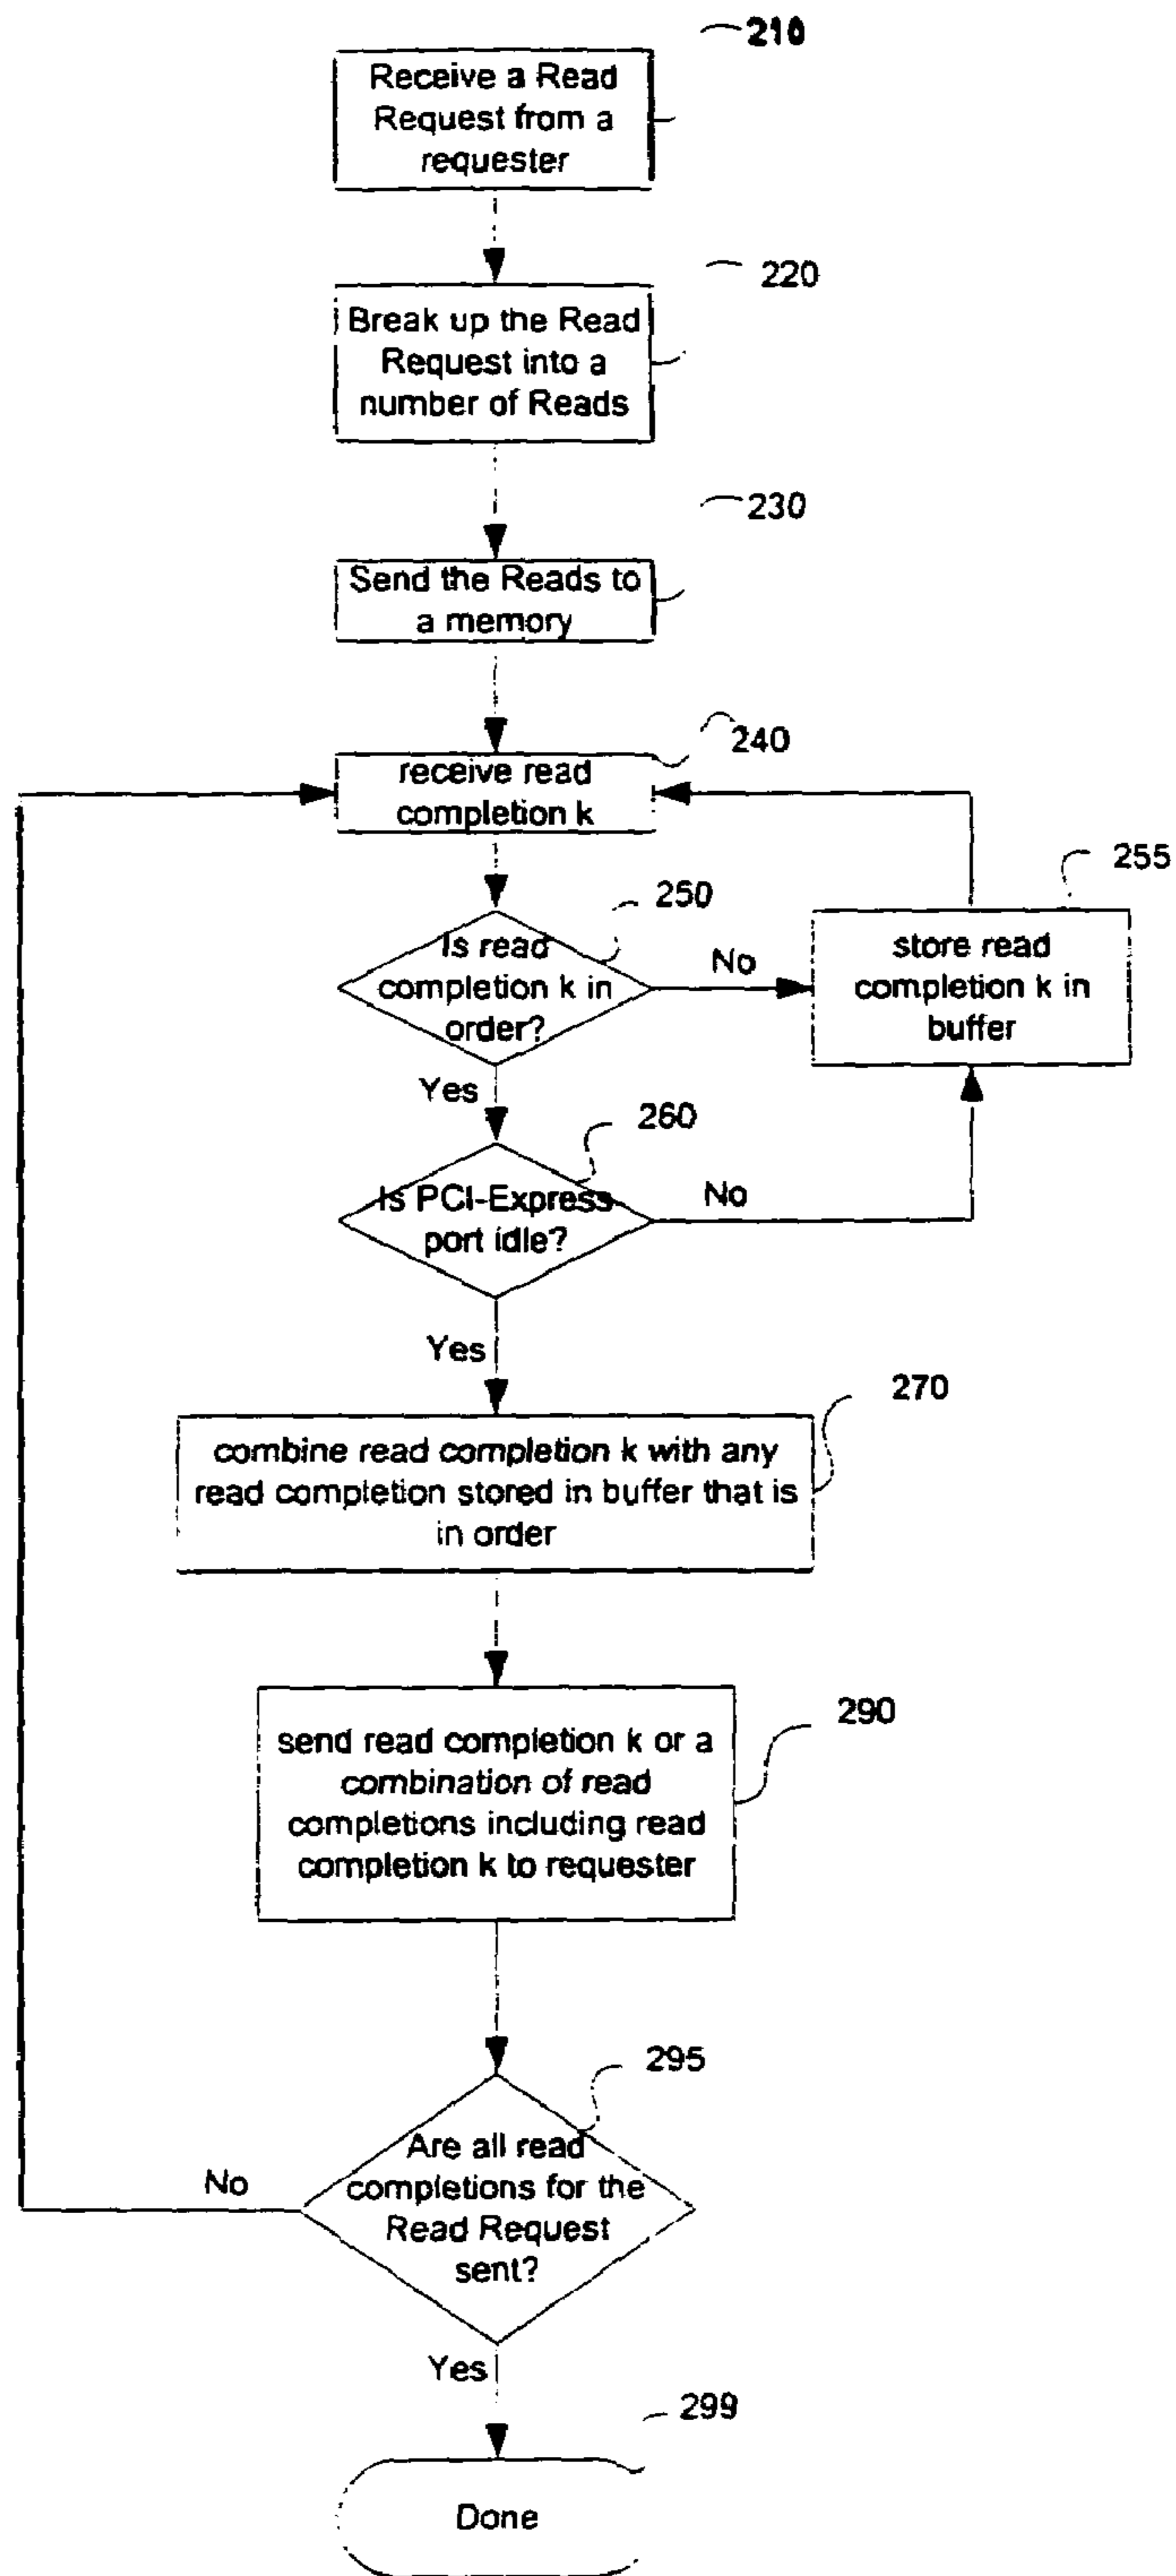 210
Receive a Read
Request from a
requester
220
Break up the Read
Request into a
number of Reads
230
Send the Reads to
a memory
240
receive read
completion k
255
250
Is read
completion k in
order?
No
store read
completion k in
buffer
Yes
260
Is PCI-Express
port idle?
No
Yes
270
combine read completion k with any
read completion stored in buffer that is
in order
290
send read completion k or a
combination of read
completions including read
completion k to requester
295
Are all read
completions for the
Read Request
sent?
No
Yes
299
Done